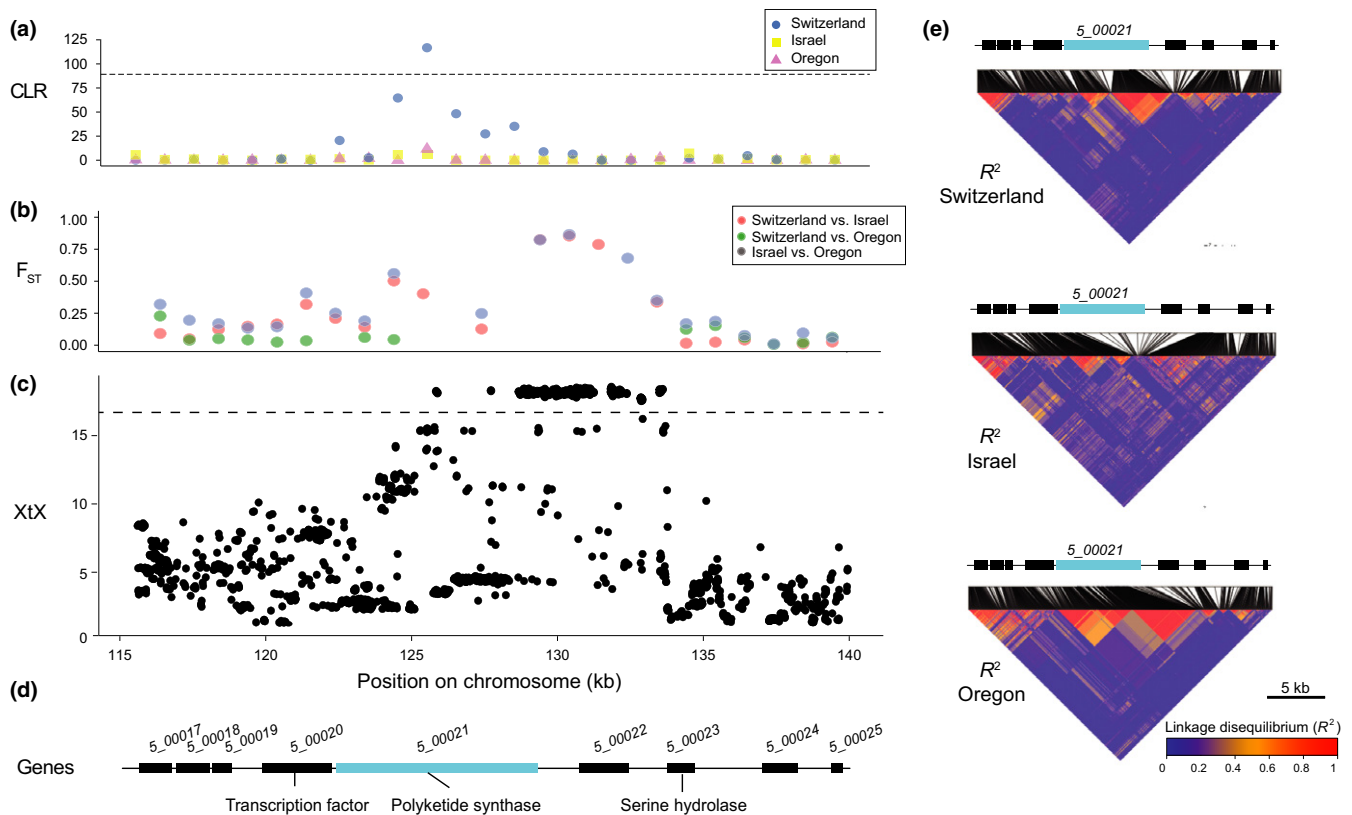 (a)
125
100
75
50
25
0
CLR
Switzerland
Israel
Oregon
(b)
1.00
0.75
0.50
0.25
0.00
FST
Switzerland vs. Israel
Switzerland vs. Oregon
Israel vs. Oregon
(c)
15
10
5
0
XtX
115
120
125
130
135
140
Position on chromosome (kb)
(d)
Genes
5_00017
5_00018
5_00019
5_00020
5_00021
5_00022
5_00023
5_00024
5_00025
Transcription factor
Polyketide synthase
Serine hydrolase
(e)
5_00021
R²
Switzerland
5_00021
R²
Israel
5_00021
R²
Oregon
5 kb
Linkage disequilibrium (R²)
0 0.2 0.4 0.6 0.8 1